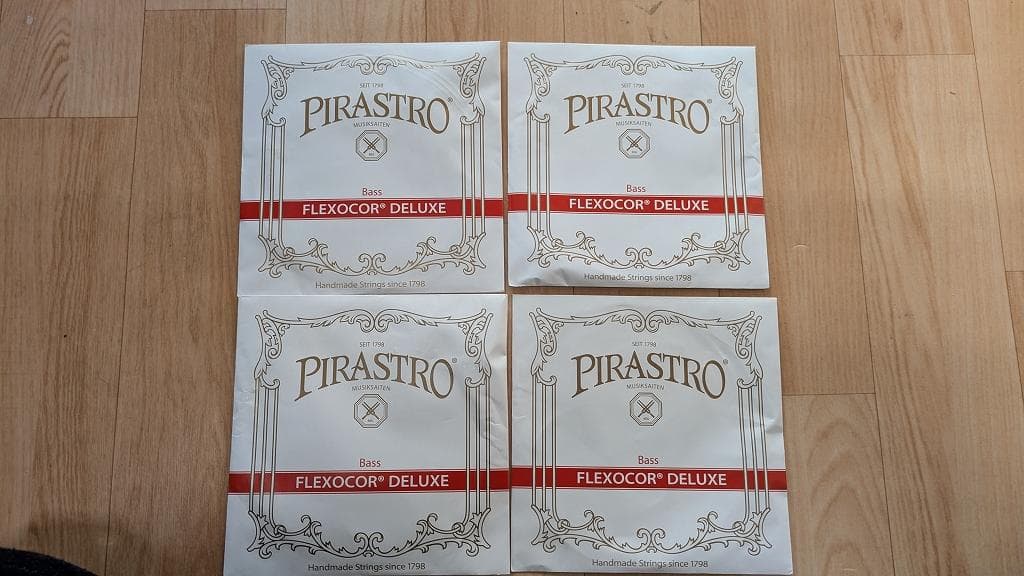 SEIT 1798
PIRASTRO®
MUSIKSAITEN
Bass
FLEXOCOR® DELUXE
Handmade Strings since 1798
SEIT 1798
PIRASTRO®
MUSIKSAITEN
Bass
FLEXOCOR® DELUXE
Handmade Strings since 1798
SEIT 1798
PIRASTRO®
MUSIKSAITEN
Bass
FLEXOCOR® DELUXE
Handmade Strings since 1798
SEIT 1798
PIRASTRO®
MUSIKSAITEN
Bass
FLEXOCOR® DELUXE
Handmade Strings since 1798